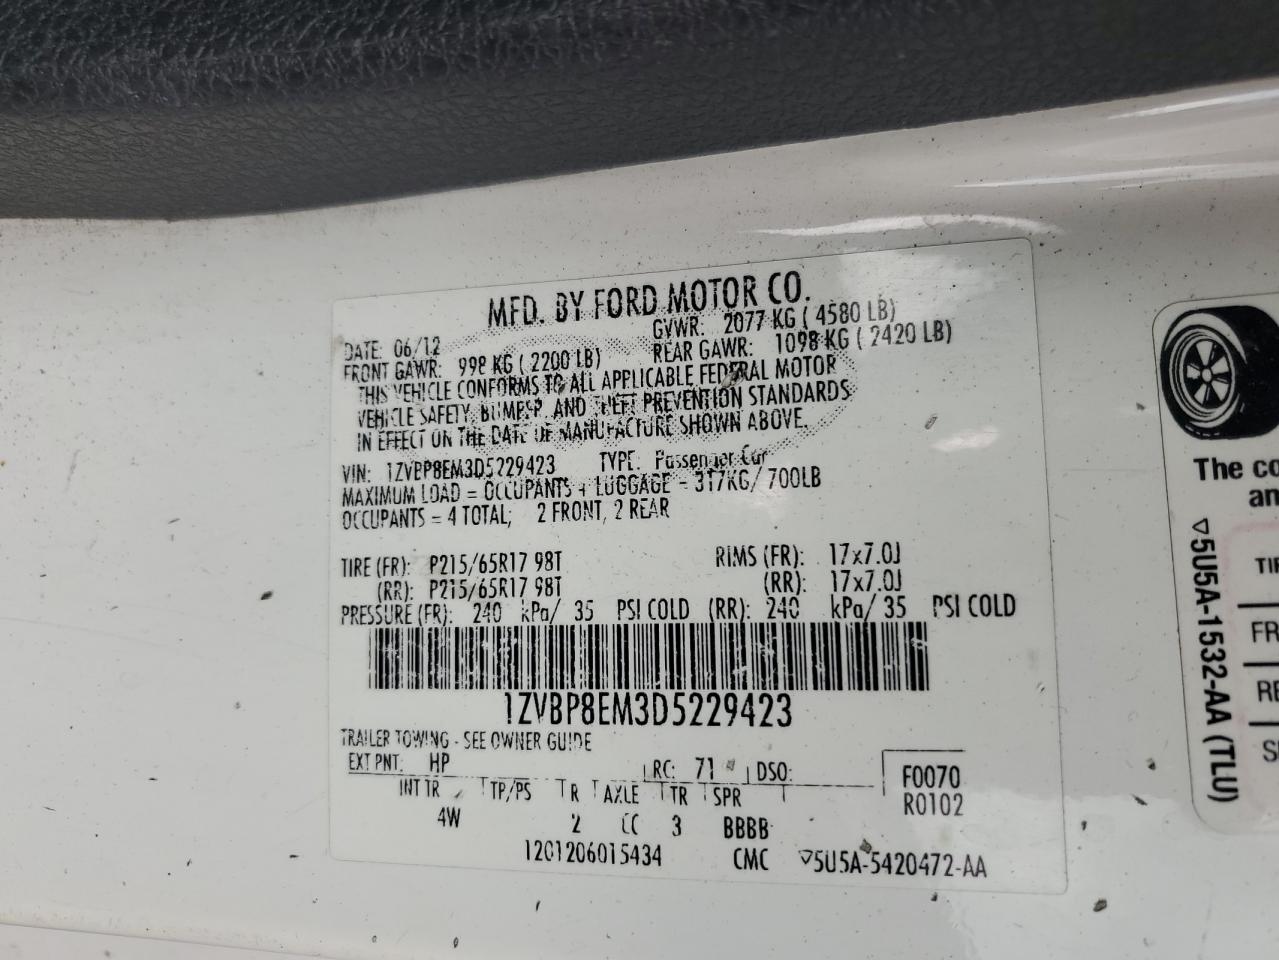 MFD. BY FORD MOTOR CO.
DATE: 06/12 GVWR: 2077 KG ( 4580 LB)
FRONT GAWR: 998 KG ( 2200 LB) REAR GAWR: 1098 KG ( 2420 LB)
THIS VEHICLE CONFORMS TO ALL APPLICABLE FEDERAL MOTOR
VEHICLE SAFETY, BUMPER, AND THEFT PREVENTION STANDARDS
IN EFFECT ON THE DATE OF MANUFACTURE SHOWN ABOVE.
VIN: 1ZVBP8EM3D5229423 TYPE: Passenger Car
MAXIMUM LOAD = OCCUPANTS + LUGGAGE = 317KG/ 700LB
OCCUPANTS = 4 TOTAL; 2 FRONT, 2 REAR
TIRE (FR): P215/65R17 98T RIMS (FR): 17x7.0J
(RR): P215/65R17 98T (RR): 17x7.0J
PRESSURE (FR): 240 kPa/ 35 PSI COLD (RR): 240 kPa/ 35 PSI COLD
1ZVBP8EM3D5229423
TRAILER TOWING - SEE OWNER GUIDE
EXT PNT: HP RC: 71 DSO: F0070
INT TR TP/PS R AXLE TR SPR R0102
4W 2 CC 3 BBBB
1201206015434 CMC ▽5U5A-5420472-AA
The co
an
▽5U5A-1532-AA (TLU)
TIR
FR
RE